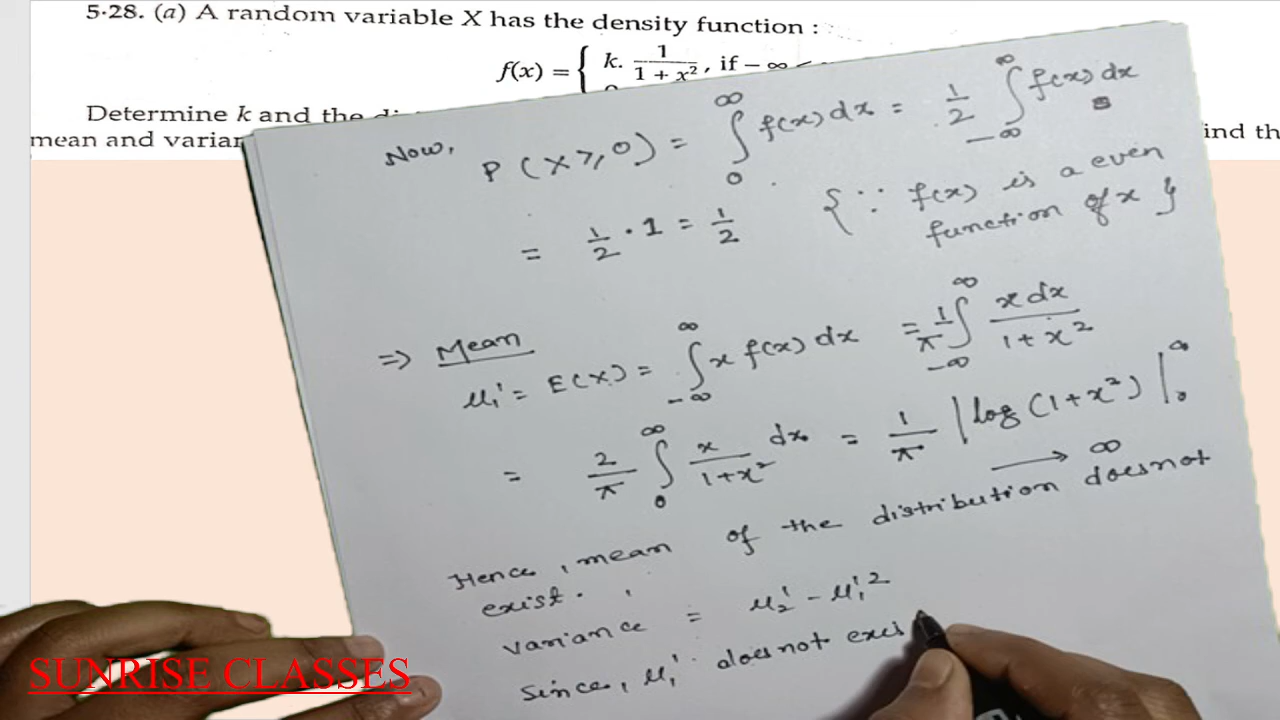 5·28. (a) A random variable X has the density function :
f(x) = { k. 1/(1 + x²), if – ∞ <
Determine k and the
mean and varian
ind th
Now, P(X ≥ 0) = ∫₀^∞ f(x) dx = 1/2 ∫₋∞^∞ f(x) dx
= 1/2 · 1 = 1/2 {∵ f(x) is a even
function of x}
⇒ Mean
μ₁' = E(X) = ∫₋∞^∞ x f(x) dx = 1/π ∫₋∞^∞ x dx/(1 + x²)
= 2/π ∫₀^∞ x/(1+x²) dx = 1/π |log (1+x²)|₀^∞
⟶ ∞
Hence, mean of the distribution does not
exist.
variance = μ₂' - μ₁'²
Since, μ₁' does not exis
SUNRISE CLASSES